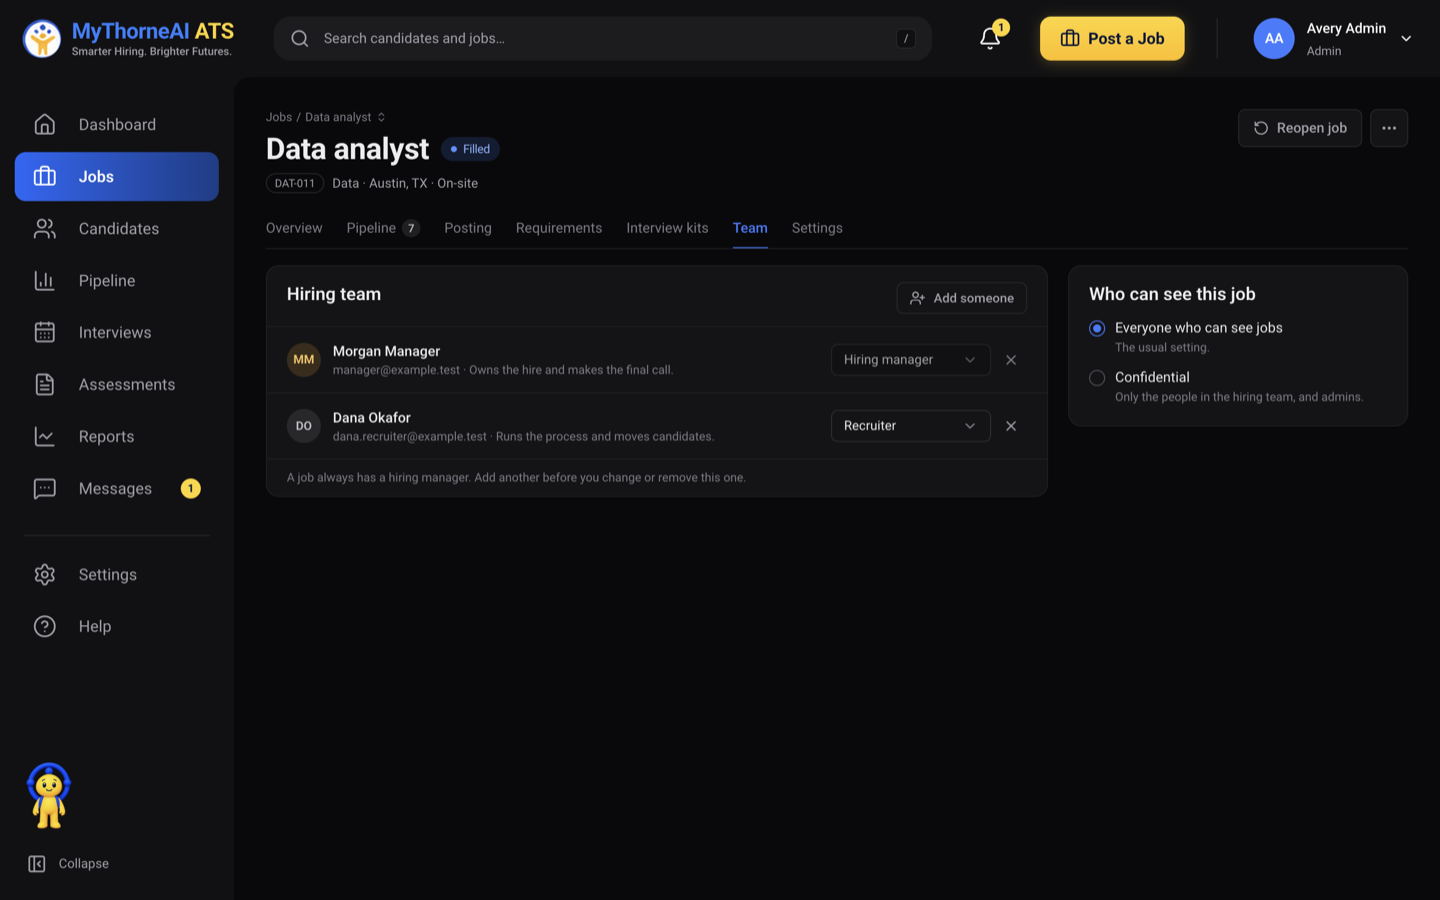 MyThorneAI ATS
Smarter Hiring. Brighter Futures.
Search candidates and jobs...
/
1
Post a Job
AA
Avery Admin
Admin
Dashboard
Jobs
Candidates
Pipeline
Interviews
Assessments
Reports
Messages
1
Settings
Help
Collapse
Jobs / Data analyst
Data analyst
Filled
DAT-011
Data · Austin, TX · On-site
Reopen job
Overview
Pipeline 7
Posting
Requirements
Interview kits
Team
Settings
Hiring team
Add someone
MM
Morgan Manager
manager@example.test · Owns the hire and makes the final call.
Hiring manager
DO
Dana Okafor
dana.recruiter@example.test · Runs the process and moves candidates.
Recruiter
A job always has a hiring manager. Add another before you change or remove this one.
Who can see this job
Everyone who can see jobs
The usual setting.
Confidential
Only the people in the hiring team, and admins.